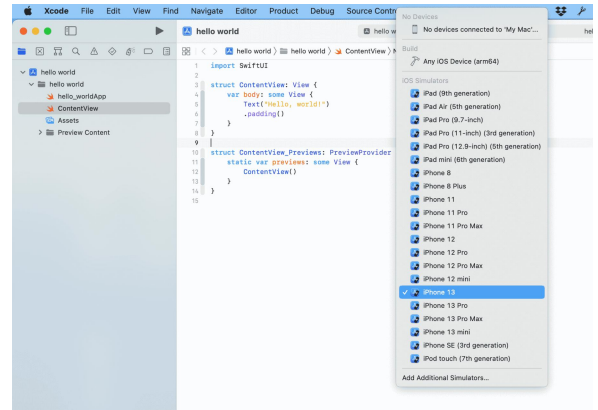 Xcode File Edit View Find Navigate Editor Product Debug Source Contr
hello world
hello w
hel
hello world
hello world
hello_worldApp
ContentView
Assets
Preview Content
hello world 〉 hello world 〉 ContentView 〉
1 import SwiftUI
2
3 struct ContentView: View {
4 var body: some View {
5 Text("Hello, world!")
6 .padding()
7 }
8 }
9
10 struct ContentView_Previews: PreviewProvider
11 static var previews: some View {
12 ContentView()
13 }
14 }
15
No Devices
No devices connected to 'My Mac'...
Build
Any iOS Device (arm64)
iOS Simulators
iPad (9th generation)
iPad Air (5th generation)
iPad Pro (9.7-inch)
iPad Pro (11-inch) (3rd generation)
iPad Pro (12.9-inch) (5th generation)
iPad mini (6th generation)
iPhone 8
iPhone 8 Plus
iPhone 11
iPhone 11 Pro
iPhone 11 Pro Max
iPhone 12
iPhone 12 Pro
iPhone 12 Pro Max
iPhone 12 mini
✓ iPhone 13
iPhone 13 Pro
iPhone 13 Pro Max
iPhone 13 mini
iPhone SE (3rd generation)
iPod touch (7th generation)
Add Additional Simulators...